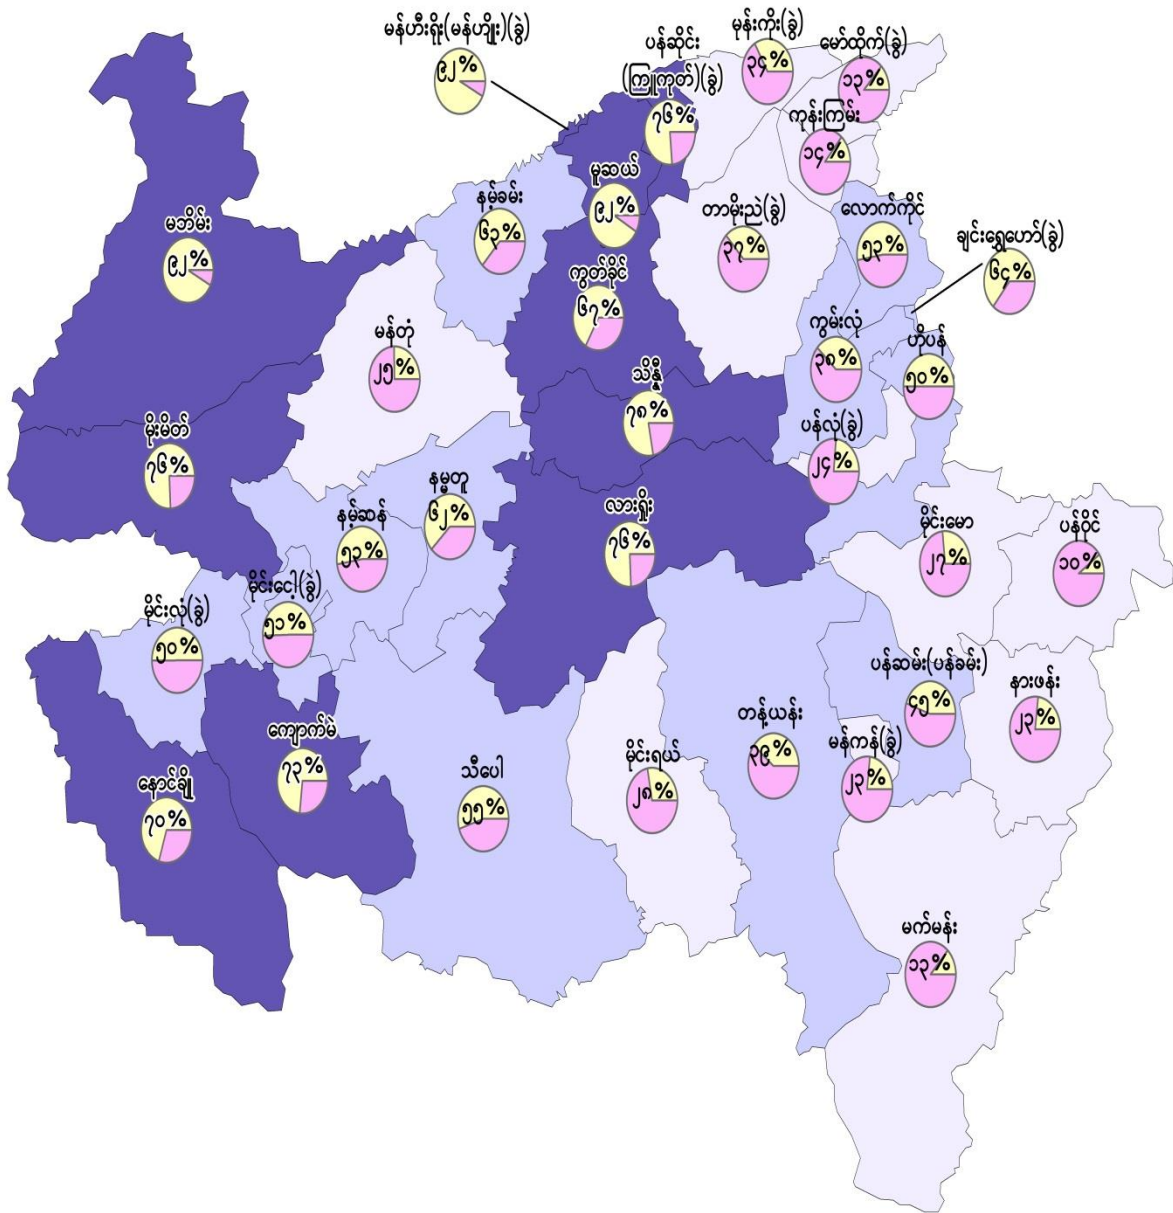 မန်ဟီးရိုး(မန်ဟျိုး)(ခွဲ)
၉၂%
ပန်ဆိုင်း
(ကြူကုတ်)(ခွဲ)
၇၆%
မုန်းကိုး(ခွဲ)
၃၄%
မော်ထိုက်(ခွဲ)
၁၃%
ကုန်းကြမ်း
၁၄%
မဘိမ်း
၉၂%
နမ့်ခမ်း
၆၃%
မူဆယ်
၉၂%
တာမိုးညဲ(ခွဲ)
၃၇%
လောက်ကိုင်
၅၃%
ချင်းရွှေဟော်(ခွဲ)
၆၄%
ကွတ်ခိုင်
၆၇%
မန်တုံ
၂၅%
ကွမ်းလုံ
၃၈%
ဟိုပန်
၅၀%
သိန္နီ
၇၈%
မိုးမိတ်
၇၆%
ပန်လုံ(ခွဲ)
၂၄%
နမ္မတူ
၆၂%
နမ့်ဆန်
၅၃%
လားရှိုး
၇၆%
မိုင်းမော
၂၇%
ပန်ဝိုင်
၁၀%
မိုင်းငေါ့(ခွဲ)
၅၁%
မိုင်းလုံ(ခွဲ)
၅၀%
ပန်ဆမ်း(ပန်ခမ်း)
၄၅%
နားဖန်း
၂၃%
ကျောက်မဲ
၇၃%
သီပေါ
၅၅%
မိုင်းရယ်
၂၈%
တန့်ယန်း
၃၉%
မန်ကန်(ခွဲ)
၂၃%
နောင်ချို
၇၀%
မက်မန်း
၁၃%